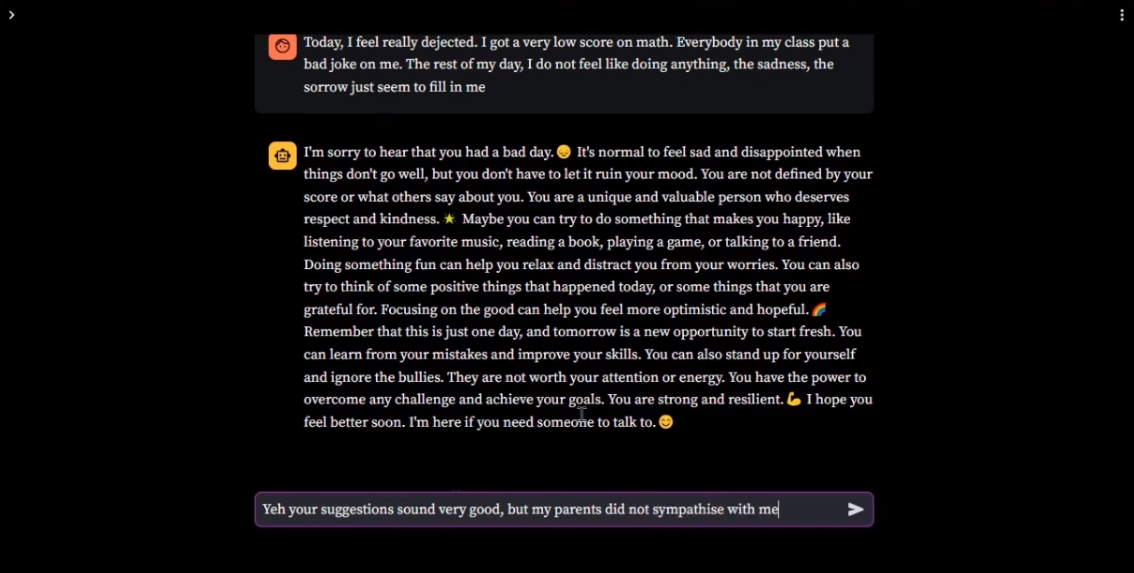 Today, I feel really dejected. I got a very low score on math. Everybody in my class put a
bad joke on me. The rest of my day, I do not feel like doing anything, the sadness, the
sorrow just seem to fill in me
I'm sorry to hear that you had a bad day. 😞 It's normal to feel sad and disappointed when
things don't go well, but you don't have to let it ruin your mood. You are not defined by your
score or what others say about you. You are a unique and valuable person who deserves
respect and kindness. 🌟 Maybe you can try to do something that makes you happy, like
listening to your favorite music, reading a book, playing a game, or talking to a friend.
Doing something fun can help you relax and distract you from your worries. You can also
try to think of some positive things that happened today, or some things that you are
grateful for. Focusing on the good can help you feel more optimistic and hopeful. 🌈
Remember that this is just one day, and tomorrow is a new opportunity to start fresh. You
can learn from your mistakes and improve your skills. You can also stand up for yourself
and ignore the bullies. They are not worth your attention or energy. You have the power to
overcome any challenge and achieve your goals. You are strong and resilient. 💪 I hope you
feel better soon. I'm here if you need someone to talk to. 😊
Yeh your suggestions sound very good, but my parents did not sympathise with me